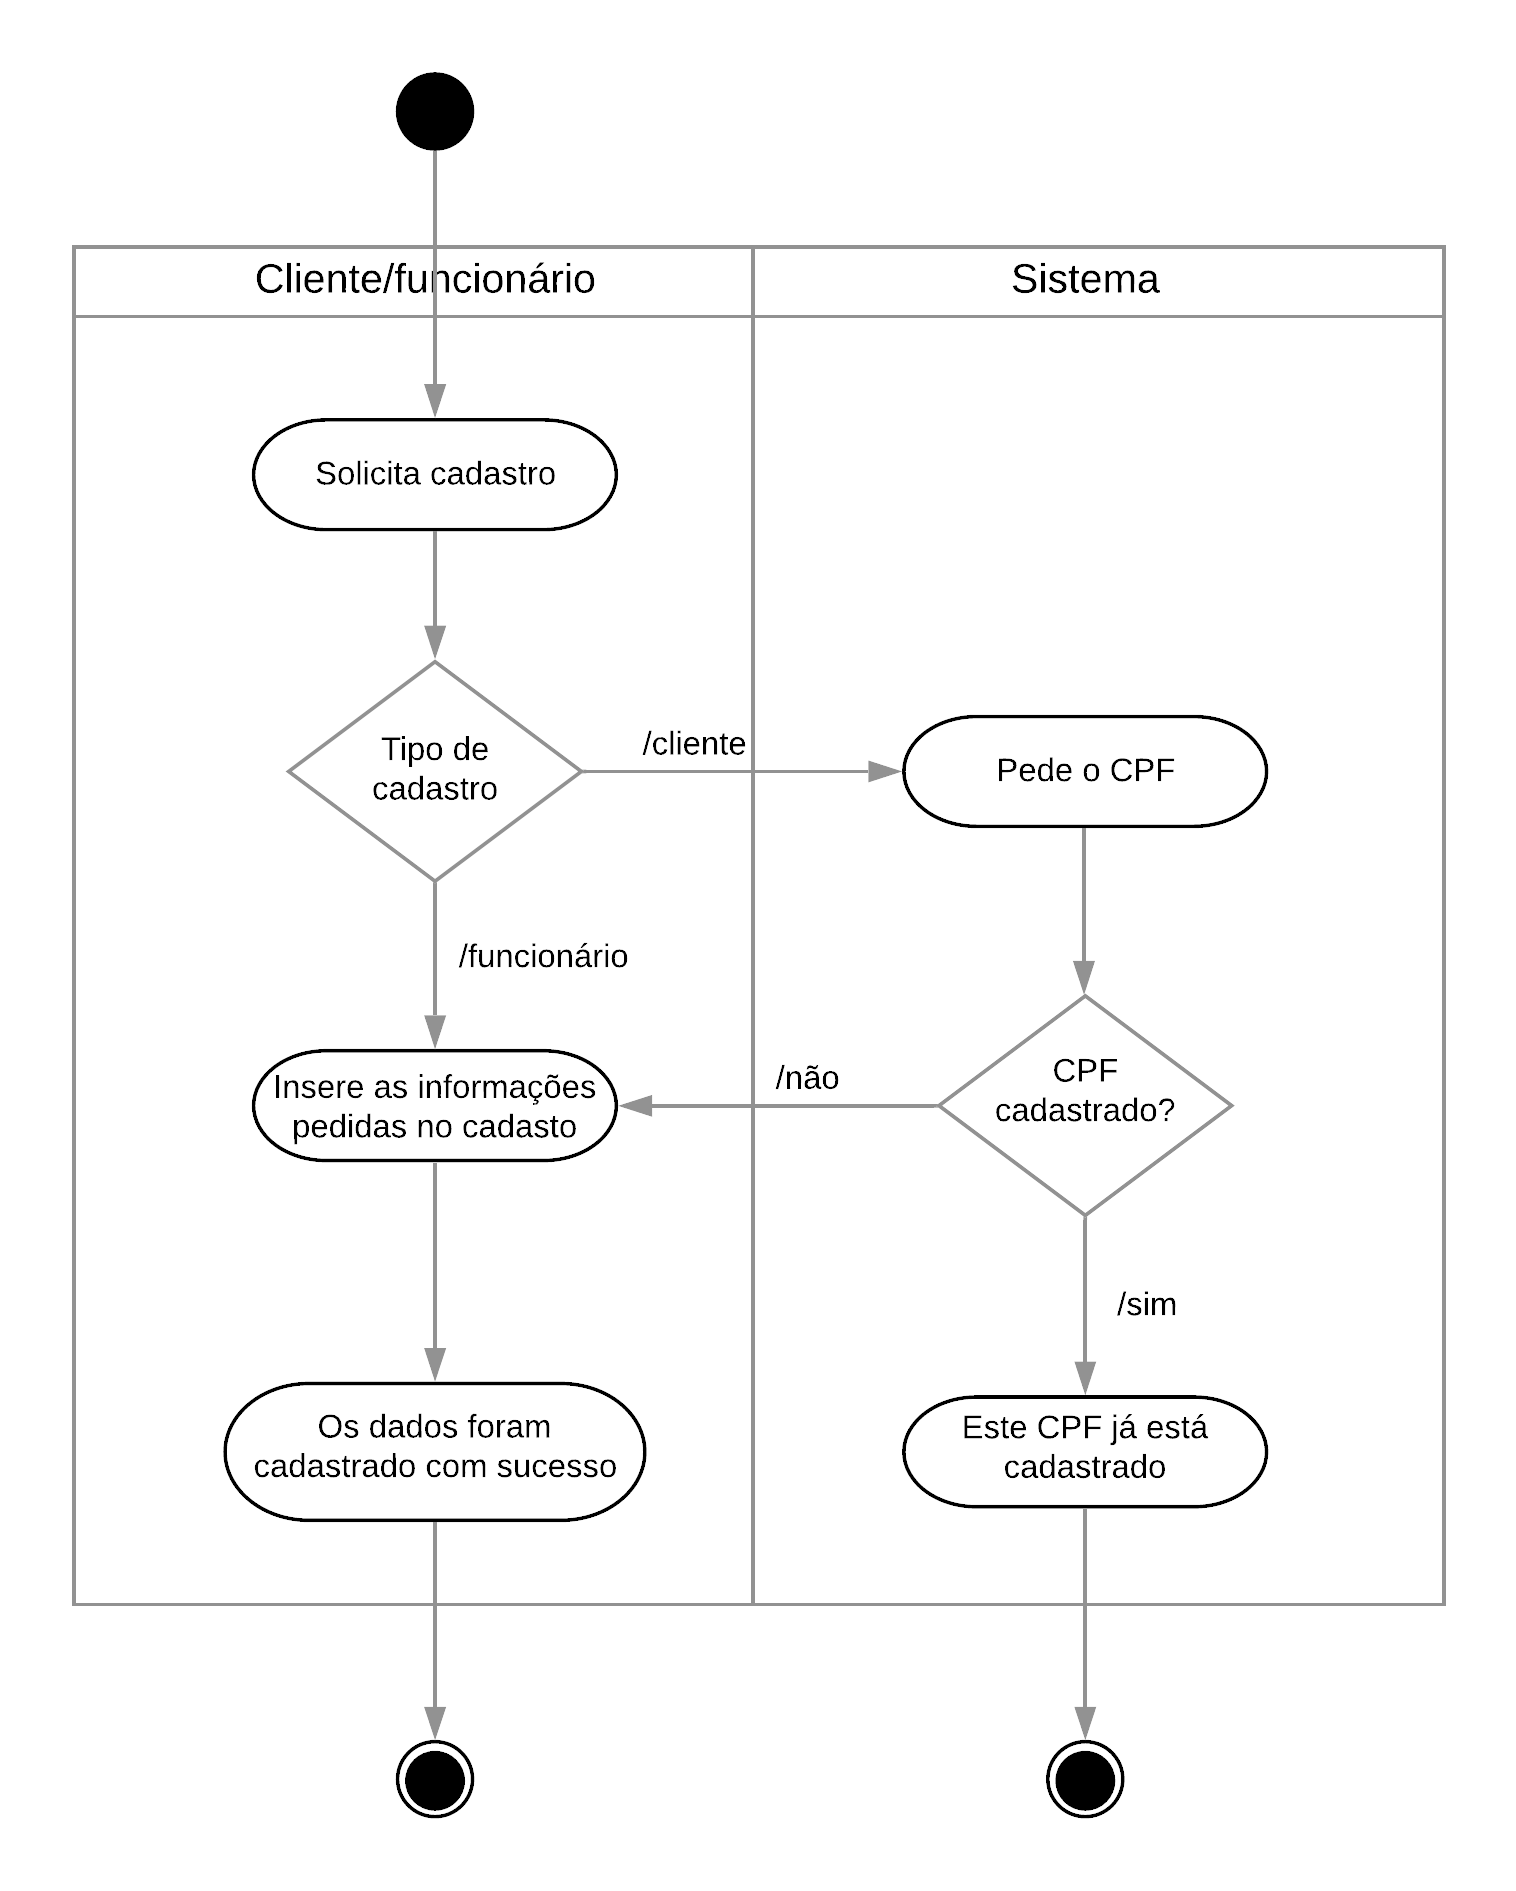 Cliente/funcionário
Sistema
Solicita cadastro
Tipo de
cadastro
/cliente
Pede o CPF
/funcionário
Insere as informações
pedidas no cadasto
/não
CPF
cadastrado?
/sim
Os dados foram
cadastrado com sucesso
Este CPF já está
cadastrado